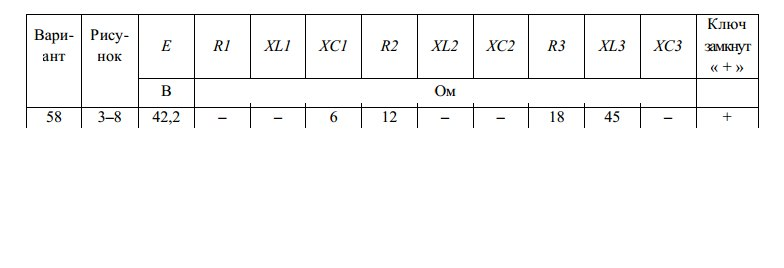 Вари-
ант
Рису-
нок
E
R1
XL1
XC1
R2
XL2
XC2
R3
XL3
XC3
Ключ
замкнут
« + »
В
Ом
58 3–8 42,2 – – 6 12 – – 18 45 – +